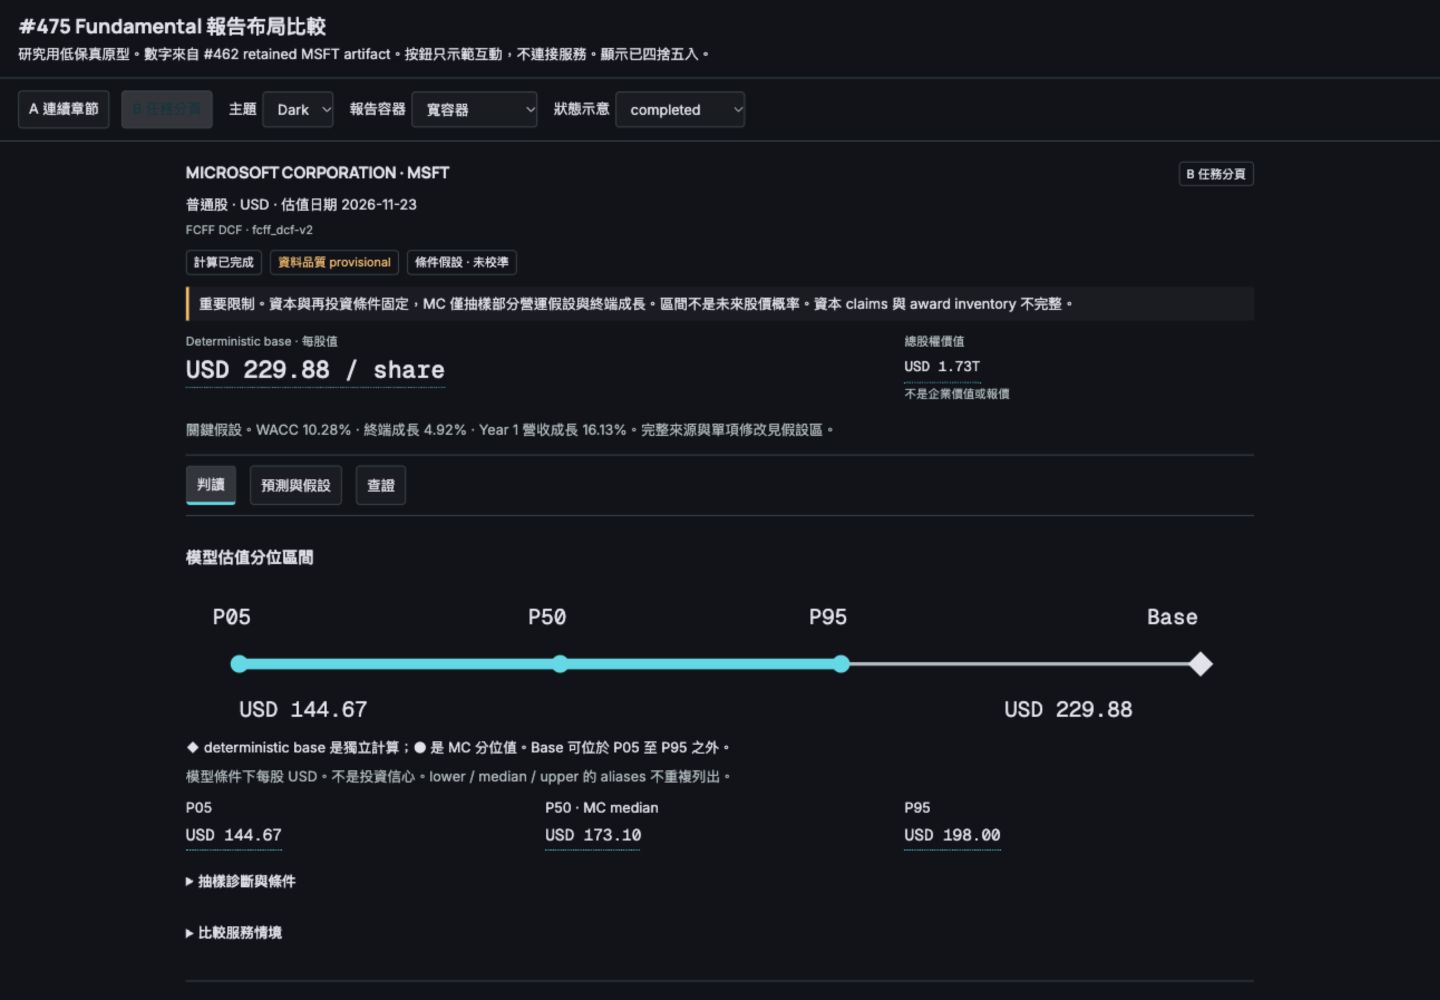 #475 Fundamental 報告布局比較
研究用低保真原型。數字來自 #462 retained MSFT artifact。按鈕只示範互動，不連接服務。顯示已四捨五入。
A 連續章節 B 任務分頁 主題 Dark 報告容器 寬容器 狀態示意 completed
MICROSOFT CORPORATION · MSFT B 任務分頁
普通股 · USD · 估值日期 2026-11-23
FCFF DCF · fcff_dcf-v2
計算已完成 資料品質 provisional 條件假設 · 未校準
重要限制。資本與再投資條件固定，MC 僅抽樣部分營運假設與終端成長。區間不是未來股價概率。資本 claims 與 award inventory 不完整。
Deterministic base · 每股值 總股權價值
USD 229.88 / share USD 1.73T
不是企業價值或報價
關鍵假設。WACC 10.28% · 終端成長 4.92% · Year 1 營收成長 16.13%。完整來源與單項修改見假設區。
判讀 預測與假設 查證
模型估值分位區間
P05 P50 P95 Base
USD 144.67 USD 229.88
◆ deterministic base 是獨立計算；● 是 MC 分位值。Base 可位於 P05 至 P95 之外。
模型條件下每股 USD。不是投資信心。lower / median / upper 的 aliases 不重複列出。
P05 P50 · MC median P95
USD 144.67 USD 173.10 USD 198.00
▶ 抽樣診斷與條件
▶ 比較服務情境